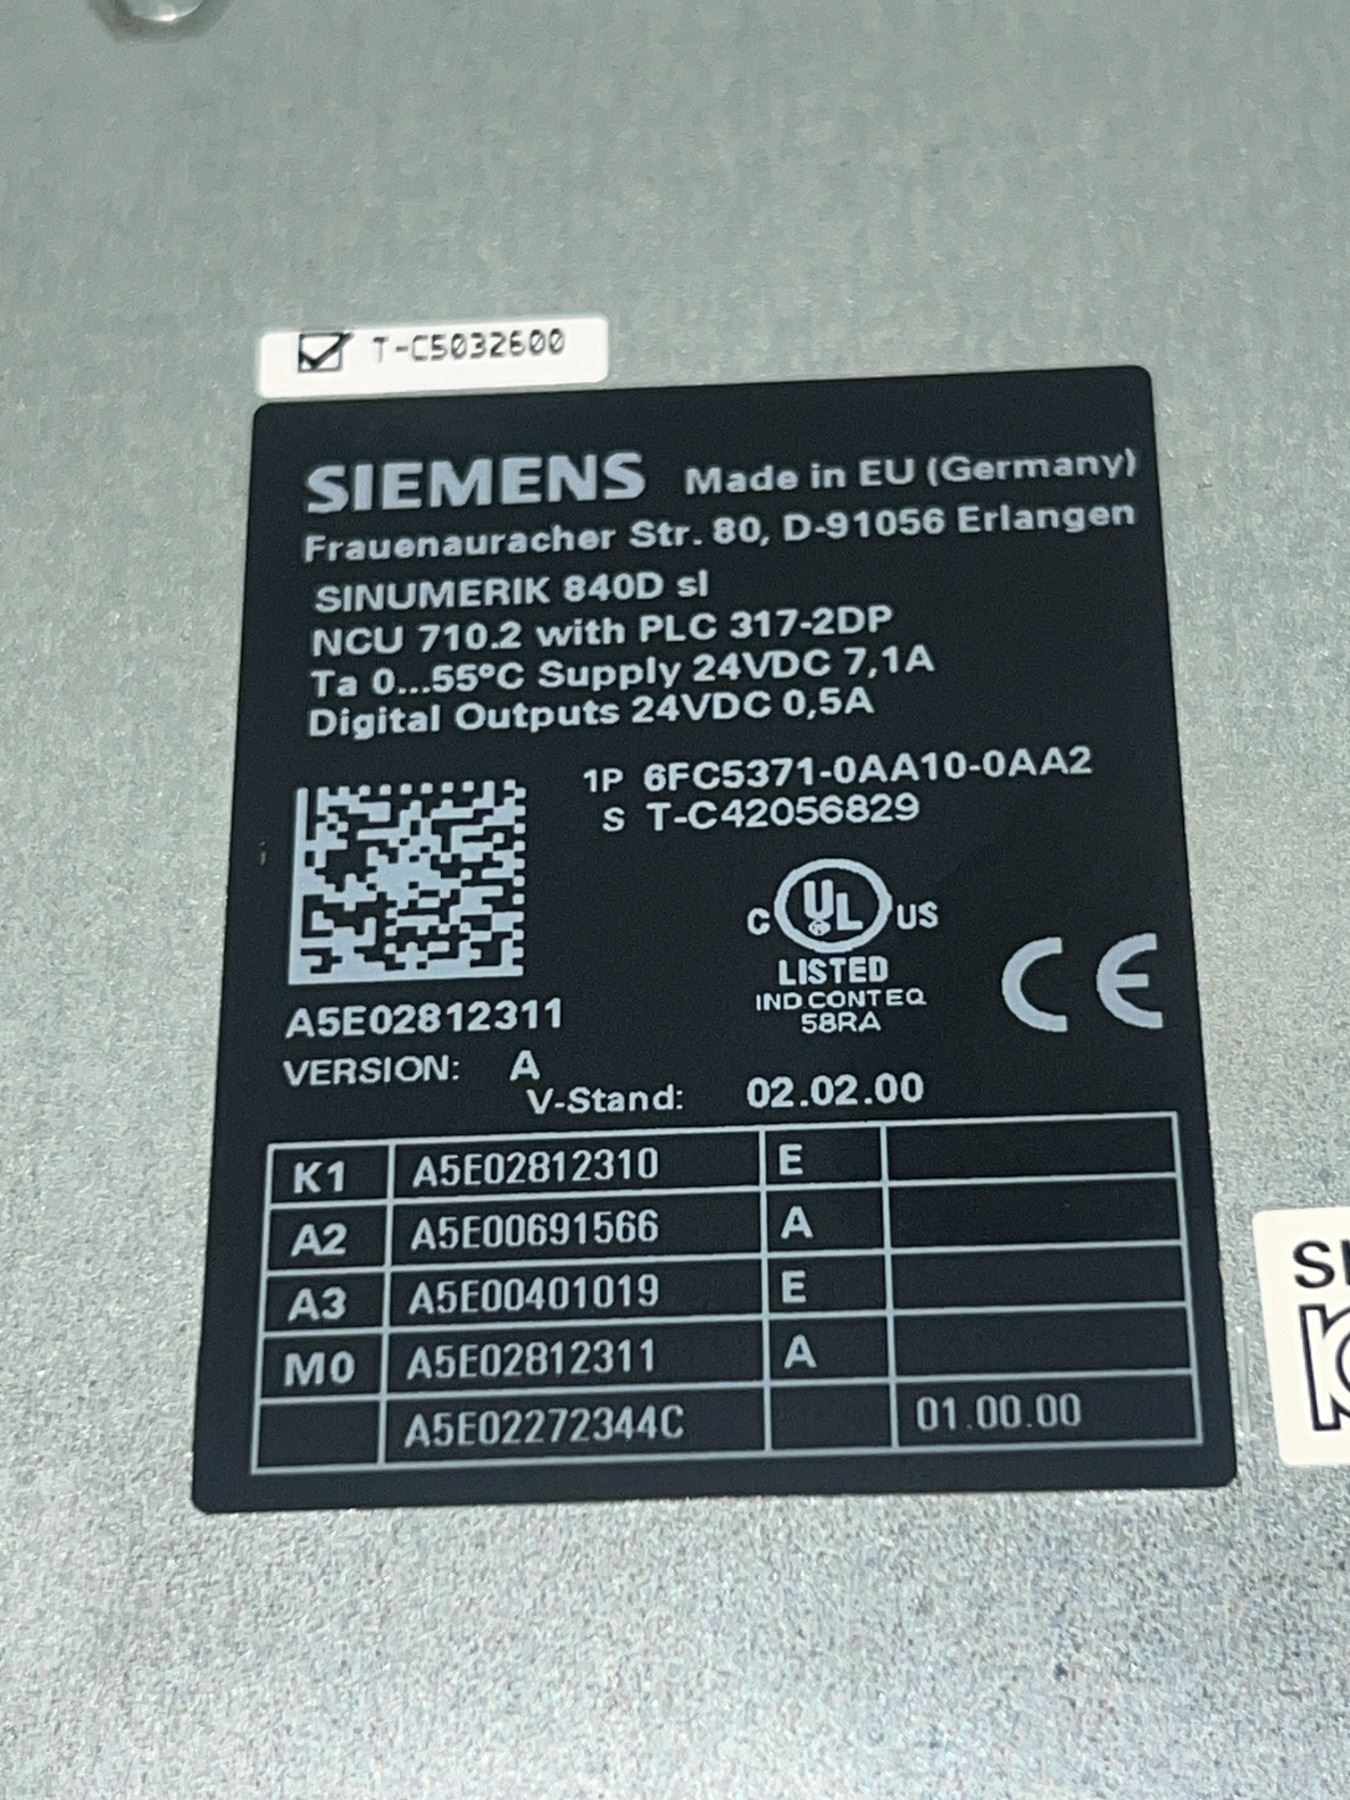 T-C5032600
SIEMENS Made in EU (Germany)
Frauenauracher Str. 80, D-91056 Erlangen
SINUMERIK 840D sl
NCU 710.2 with PLC 317-2DP
Ta 0...55°C Supply 24VDC 7,1A
Digital Outputs 24VDC 0,5A
1P 6FC5371-0AA10-0AA2
S T-C42056829
C UL US
LISTED
IND CONT EQ
58RA
CE
A5E02812311
VERSION: A
V-Stand: 02.02.00
K1 A5E02812310 E
A2 A5E00691566 A
A3 A5E00401019 E
M0 A5E02812311 A
A5E02272344C 01.00.00